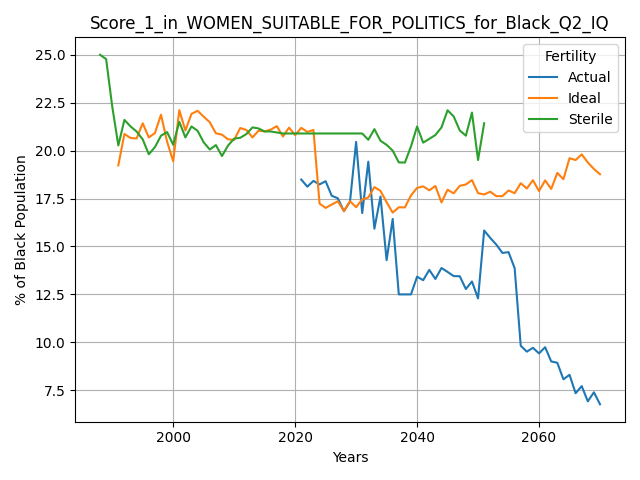 Score_1_in_WOMEN_SUITABLE_FOR_POLITICS_for_Black_Q2_IQ
Fertility
Actual
Ideal
Sterile
% of Black Population
25.0
22.5
20.0
17.5
15.0
12.5
10.0
7.5
2000
2020
2040
2060
Years